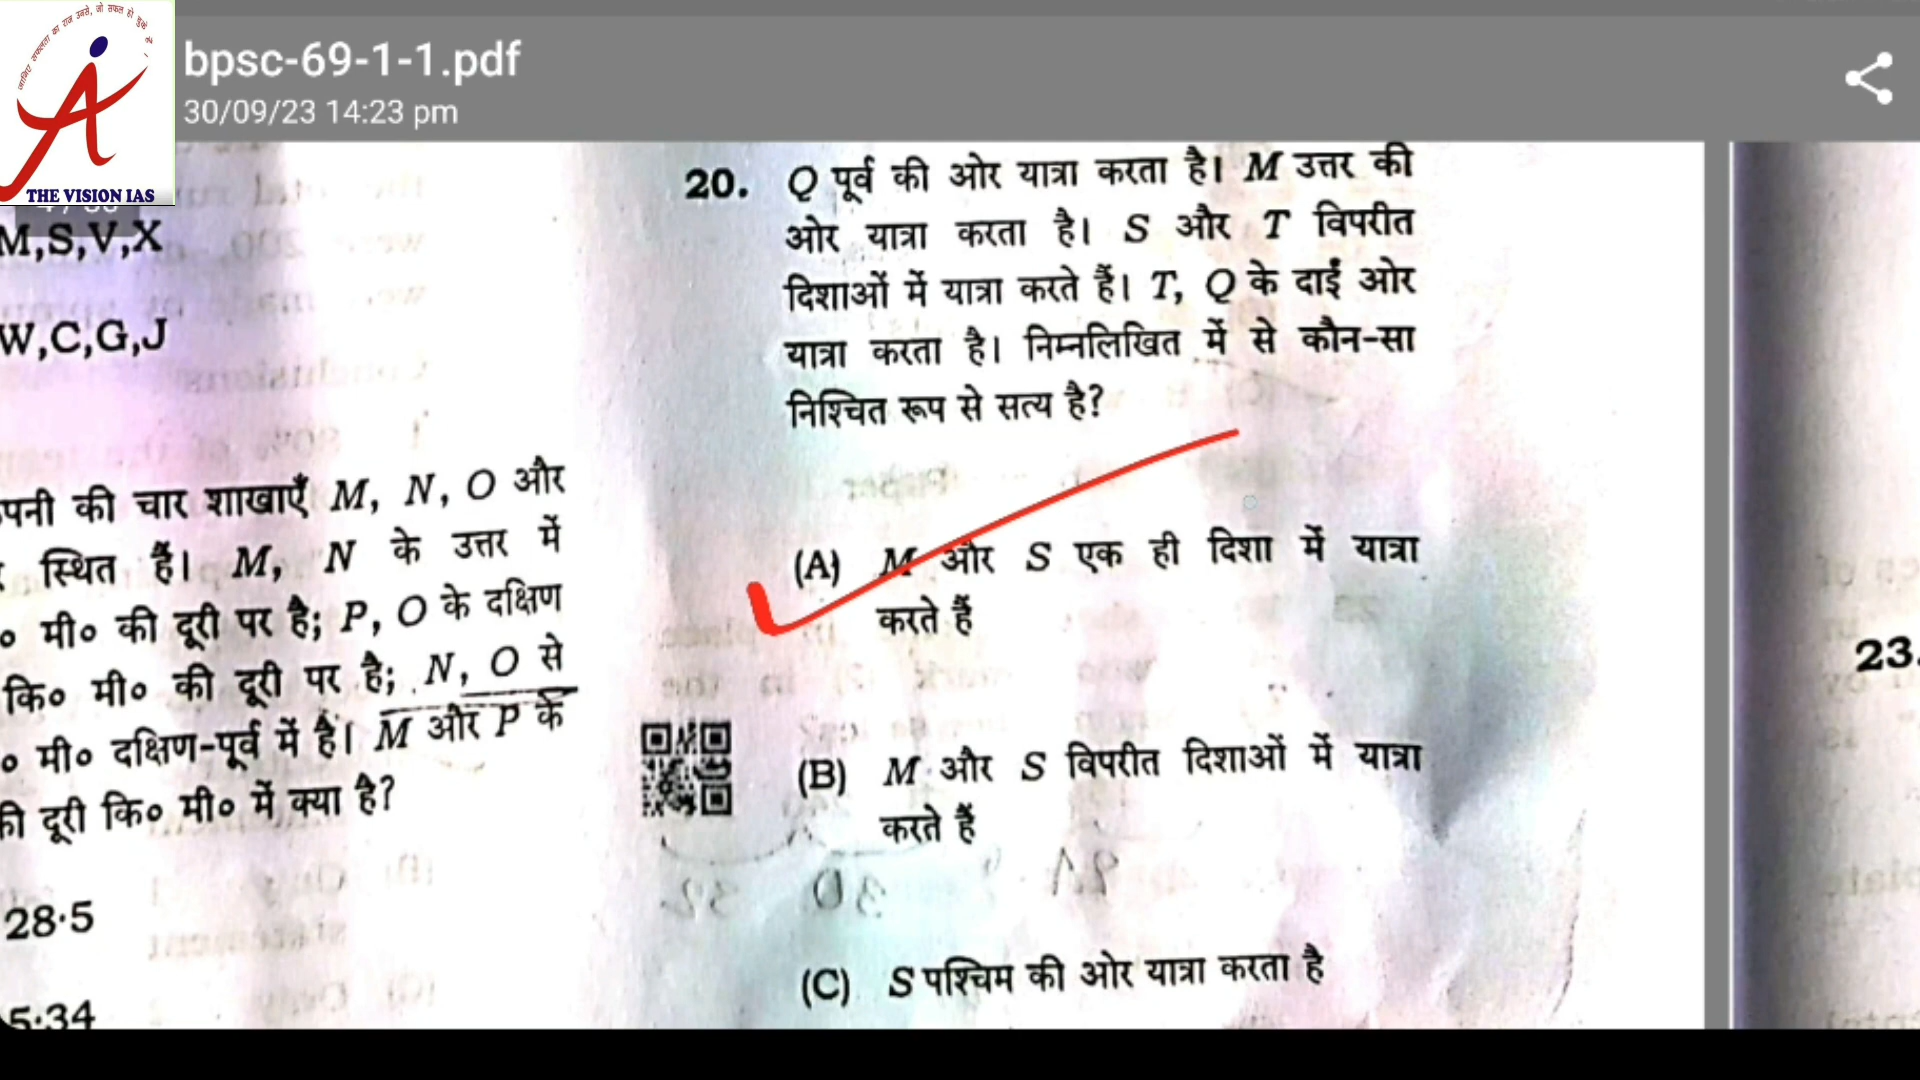 bpsc-69-1-1.pdf
30/09/23 14:23 pm
THE VISION IAS
M,S,V,X
W,C,G,J
पनी की चार शाखाएँ M, N, O और
स्थित हैं। M, N के उत्तर में
० मी० की दूरी पर है; P, O के दक्षिण
कि० मी० की दूरी पर है; N, O से
० मी० दक्षिण-पूर्व में है। M और P के
की दूरी कि० मी० में क्या है?
28·5
5·34
20. Q पूर्व की ओर यात्रा करता है। M उत्तर की
ओर यात्रा करता है। S और T विपरीत
दिशाओं में यात्रा करते हैं। T, Q के दाईं ओर
यात्रा करता है। निम्नलिखित में से कौन-सा
निश्चित रूप से सत्य है?
(A) M और S एक ही दिशा में यात्रा
करते हैं
(B) M और S विपरीत दिशाओं में यात्रा
करते हैं
(C) S पश्चिम की ओर यात्रा करता है
23.